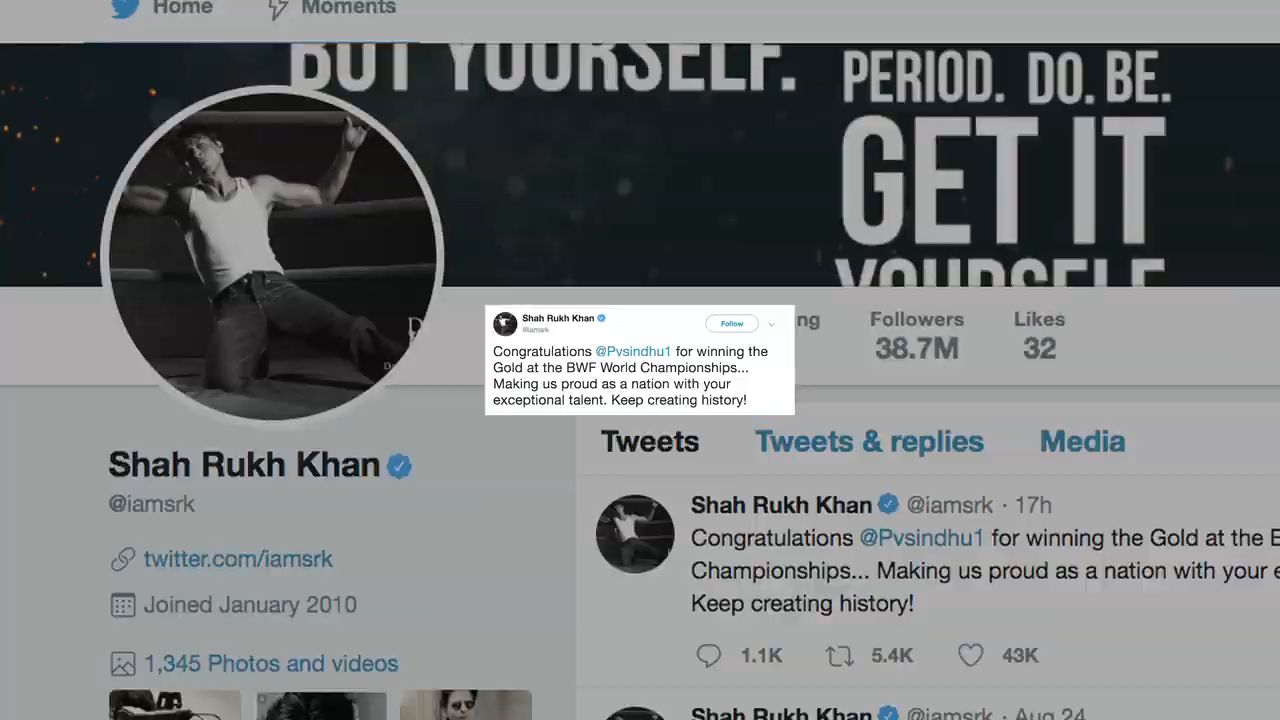 Home Moments
BUT YOURSELF.
PERIOD. DO. BE.
GET IT
YOURSELF
Shah Rukh Khan
@iamsrk
Follow
Congratulations @Pvsindhu1 for winning the
Gold at the BWF World Championships...
Making us proud as a nation with your
exceptional talent. Keep creating history!
ng
Followers
38.7M
Likes
32
Shah Rukh Khan
@iamsrk
twitter.com/iamsrk
Joined January 2010
1,345 Photos and videos
Tweets Tweets & replies Media
Shah Rukh Khan @iamsrk · 17h
Congratulations @Pvsindhu1 for winning the Gold at the B
Championships... Making us proud as a nation with your e
Keep creating history!
1.1K 5.4K 43K
Shah Rukh Khan @iamsrk · Aug 24